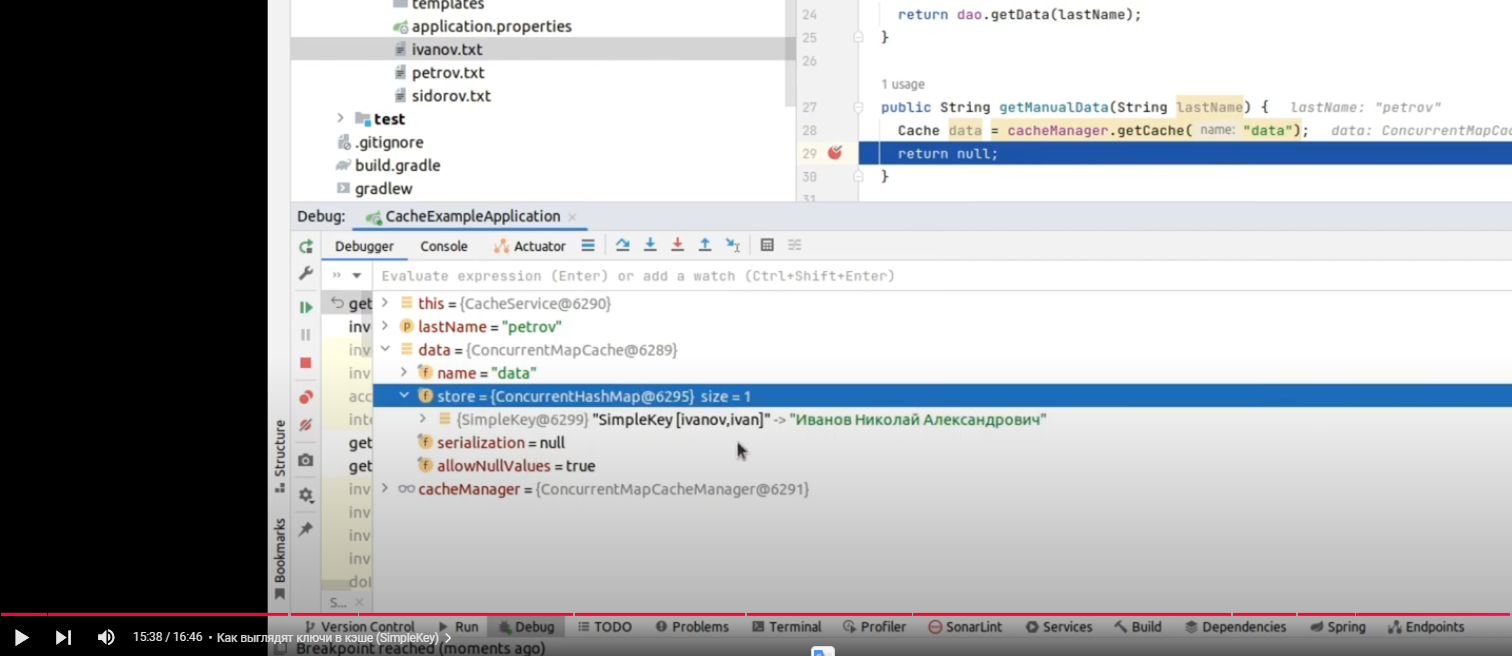 templates
application.properties
ivanov.txt
petrov.txt
sidorov.txt
test
.gitignore
build.gradle
gradlew
24 return dao.getData(lastName);
25 }
26
1 usage
27 public String getManualData(String lastName) { lastName: "petrov"
28 Cache data = cacheManager.getCache( name: "data"); data: ConcurrentMapCac
29 return null;
30 }
31
Debug: CacheExampleApplication
Debugger Console Actuator
Evaluate expression (Enter) or add a watch (Ctrl+Shift+Enter)
get this = {CacheService@6290}
inv lastName = "petrov"
inv data = {ConcurrentMapCache@6289}
inv name = "data"
acc store = {ConcurrentHashMap@6295} size = 1
inte {SimpleKey@6299} "SimpleKey [ivanov,ivan]" -> "Иванов Николай Александрович"
get serialization = null
get allowNullValues = true
inv cacheManager = {ConcurrentMapCacheManager@6291}
inv
inv
inv
doI
S...
Structure
Bookmarks
Version Control Run Debug TODO Problems Terminal Profiler SonarLint Services Build Dependencies Spring Endpoints
15:38 / 16:46 • Как выглядят ключи в кэше (SimpleKey)
Breakpoint reached (moments ago)